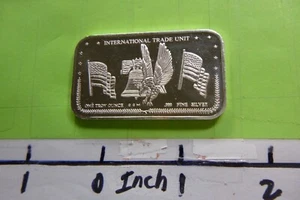 INTERNATIONAL TRADE UNIT
ONE TROY OUNCE .999 FINE SILVER
1 0 Inch 1 2